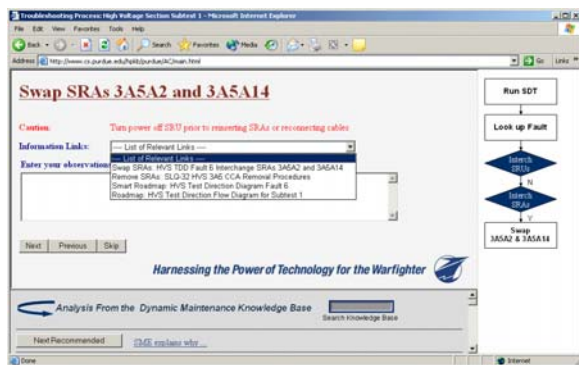 Troubleshooting Process: High Voltage Section Subtest 1 - Microsoft Internet Explorer
File Edit View Favorites Tools Help
Back Search Favorites Media
Address http://www.cs.purdue.edu/hpkb/purdue/AC/main.html Go Links »
Swap SRAs 3A5A2 and 3A5A14
Caution: Turn power off SRU prior to reinserting SRAs or reconnecting cables
Information Links: ---- List of Relevant Links ----
---- List of Relevant Links ----
Swap SRAs: HVS TDD Fault 6 Interchange SRAs 3A5A2 and 3A5A14
Remove SRAs: SLQ-32 HVS 3A6 CCA Removal Procedures
Smart Roadmap: HVS Test Direction Diagram Fault 6
Roadmap: HVS Test Direction Flow Diagram for Subtest 1
Enter your observations
Next Previous Skip
Harnessing the Power of Technology for the Warfighter
Analysis From the Dynamic Maintenance Knowledge Base
Search Knowledge Base
Next Recommended SME explains why ...
Run SDT
Look up Fault
Interch
SRUs
N
Interch
SRAs
Y
Swap
3A5A2 & 3A5A14
Done Internet